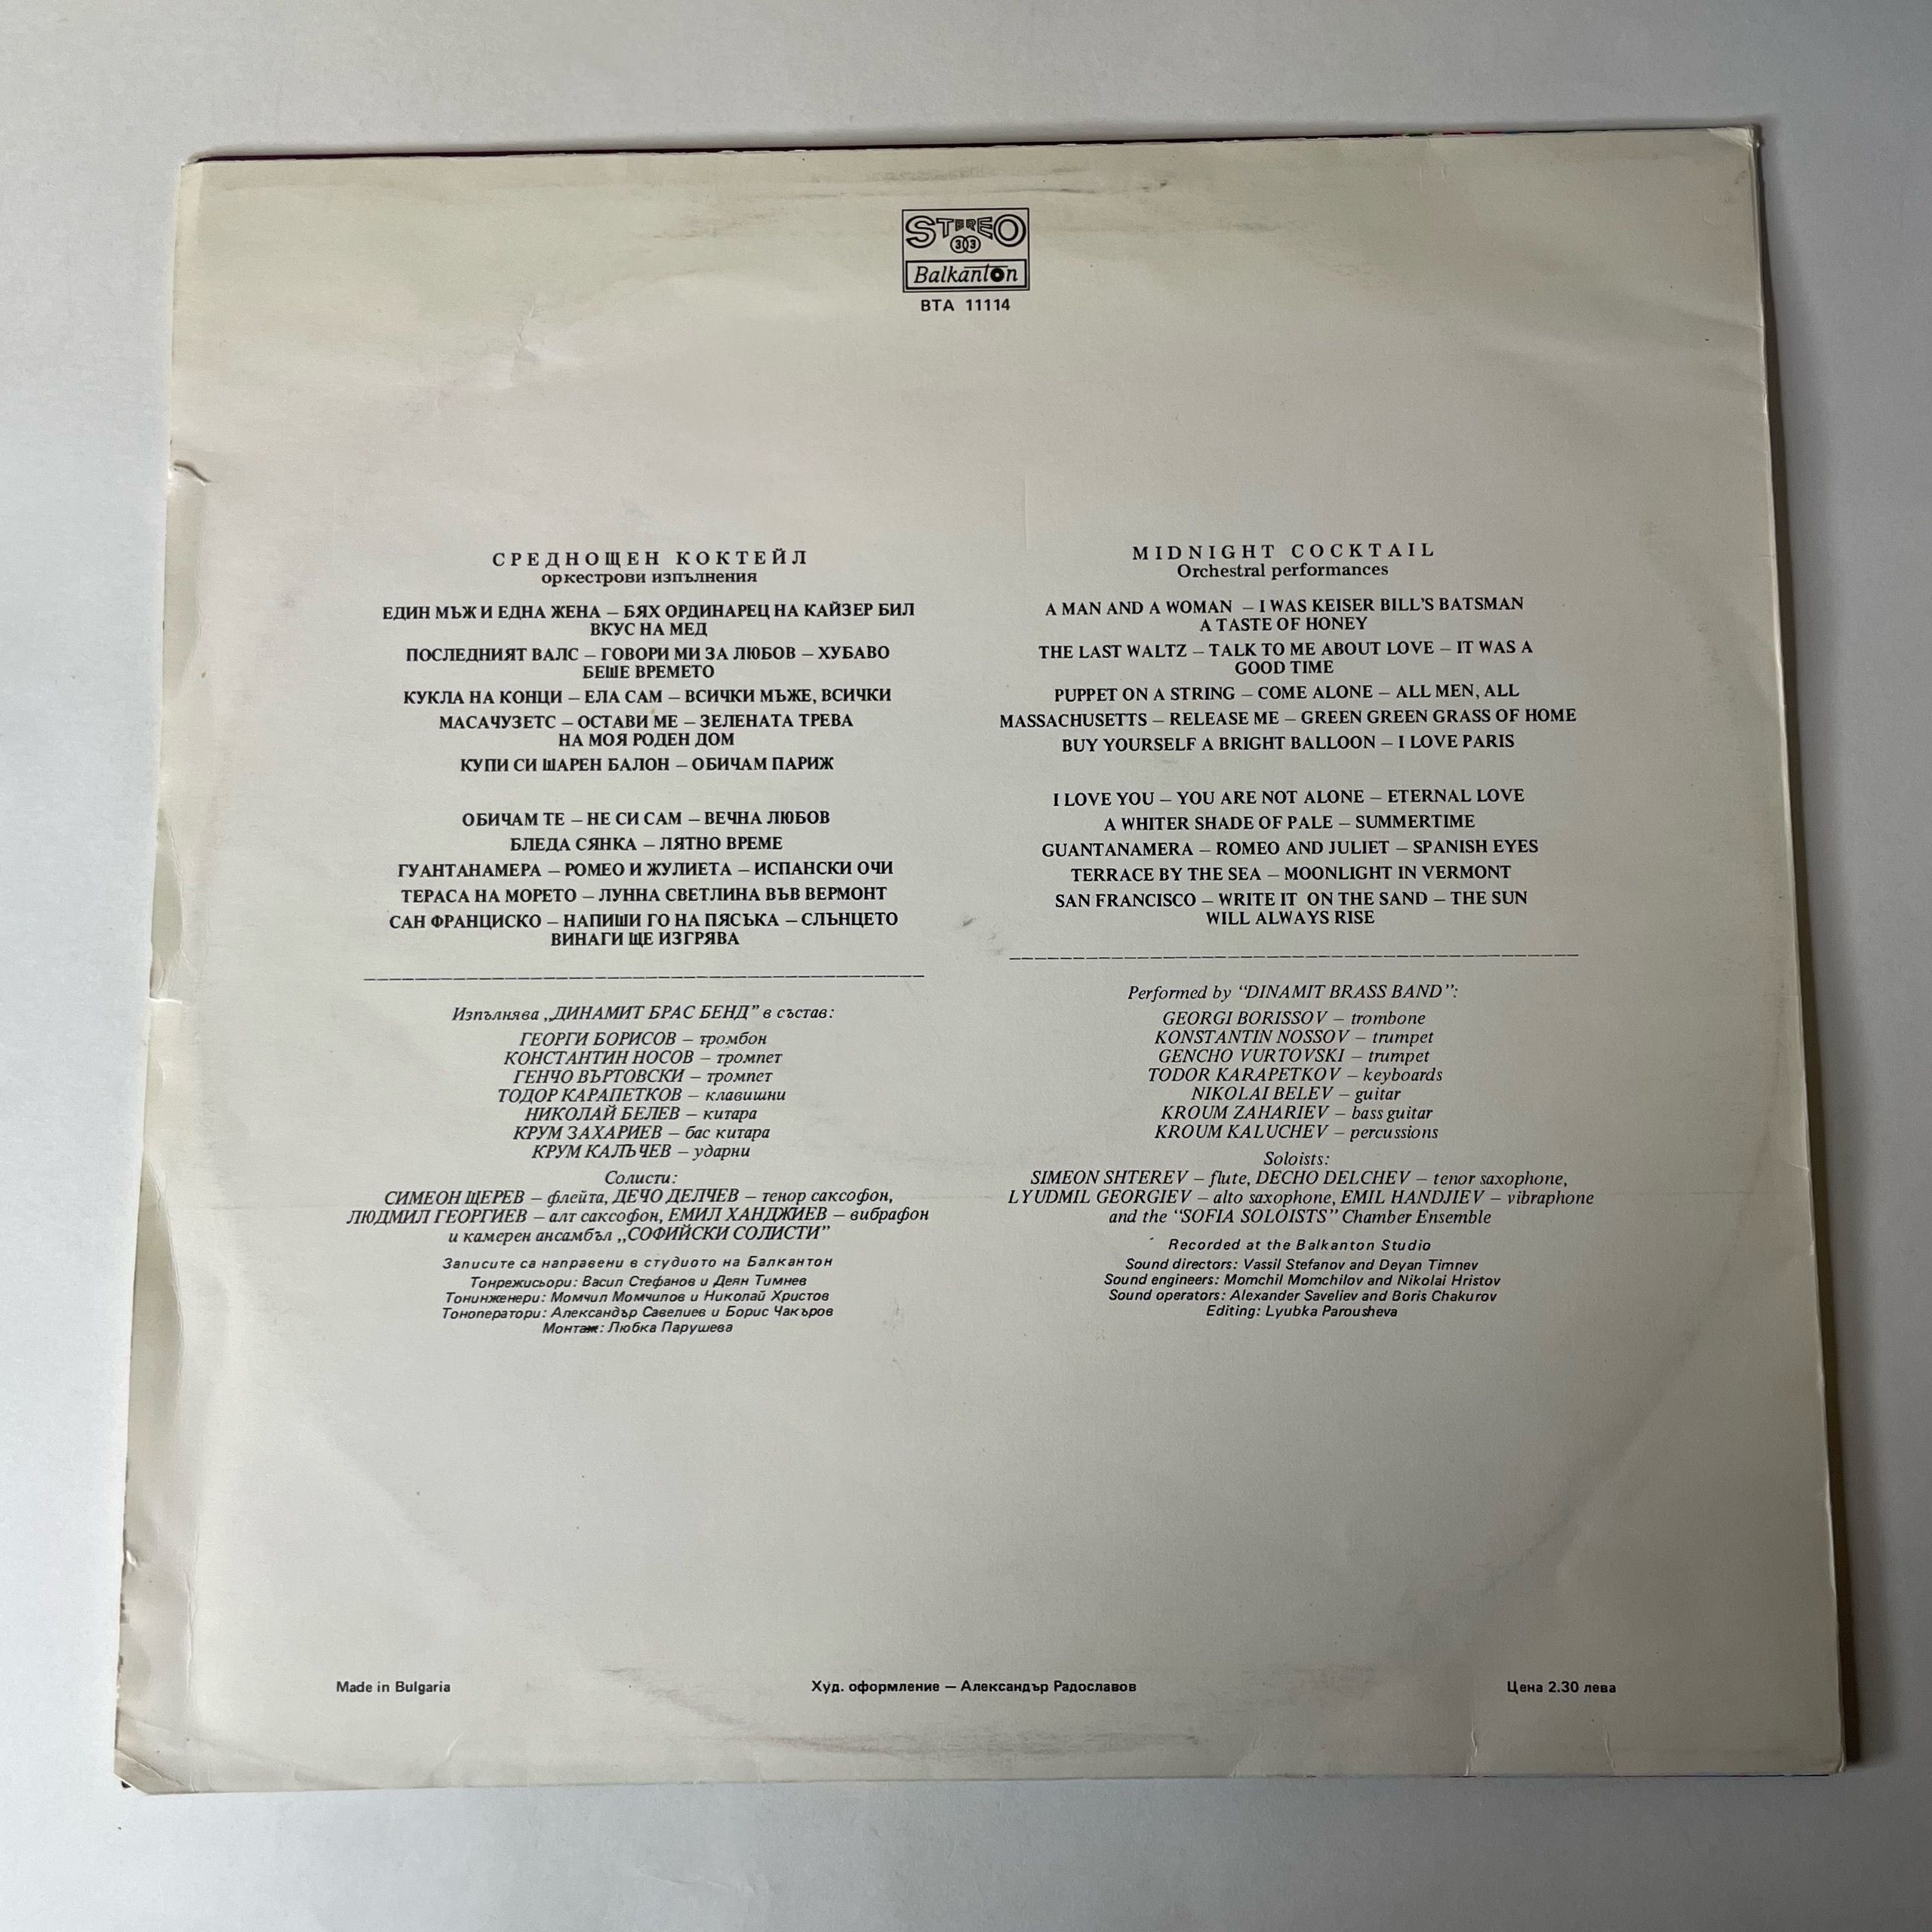 STEREO
33
Balkanton
BTA 11114
СРЕДНОЩЕН КОКТЕЙЛ
оркестрови изпълнения
ЕДИН МЪЖ И ЕДНА ЖЕНА – БЯХ ОРДИНАРЕЦ НА КАЙЗЕР БИЛ
ВКУС НА МЕД
ПОСЛЕДНИЯТ ВАЛС – ГОВОРИ МИ ЗА ЛЮБОВ – ХУБАВО
БЕШЕ ВРЕМЕТО
КУКЛА НА КОНЦИ – ЕЛА САМ – ВСИЧКИ МЪЖЕ, ВСИЧКИ
МАСАЧУЗЕТС – ОСТАВИ МЕ – ЗЕЛЕНАТА ТРЕВА
НА МОЯ РОДЕН ДОМ
КУПИ СИ ШАРЕН БАЛОН – ОБИЧАМ ПАРИЖ
ОБИЧАМ ТЕ – НЕ СИ САМ – ВЕЧНА ЛЮБОВ
БЛЕДА СЯНКА – ЛЯТНО ВРЕМЕ
ГУАНТАНАМЕРА – РОМЕО И ЖУЛИЕТА – ИСПАНСКИ ОЧИ
ТЕРАСА НА МОРЕТО – ЛУННА СВЕТЛИНА ВЪВ ВЕРМОНТ
САН ФРАНЦИСКО – НАПИШИ ГО НА ПЯСЪКА – СЛЪНЦЕТО
ВИНАГИ ЩЕ ИЗГРЯВА
Изпълнява „ДИНАМИТ БРАС БЕНД” в състав:
ГЕОРГИ БОРИСОВ – тромбон
КОНСТАНТИН НОСОВ – тромпет
ГЕНЧО ВЪРТОВСКИ – тромпет
ТОДОР КАРАПЕТКОВ – клавишни
НИКОЛАЙ БЕЛЕВ – китара
КРУМ ЗАХАРИЕВ – бас китара
КРУМ КАЛЪЧЕВ – ударни
Солисти:
СИМЕОН ЩЕРЕВ – флейта, ДЕЧО ДЕЛЧЕВ – тенор саксофон,
ЛЮДМИЛ ГЕОРГИЕВ – алт саксофон, ЕМИЛ ХАНДЖИЕВ – вибрафон
и камерен ансамбъл „СОФИЙСКИ СОЛИСТИ”
Записите са направени в студиото на Балкантон
Тонрежисьори: Васил Стефанов и Деян Тимнев
Тонинженери: Момчил Момчилов и Николай Христов
Тоноператори: Александър Савелиев и Борис Чакъров
Монтаж: Любка Парушева
MIDNIGHT COCKTAIL
Orchestral performances
A MAN AND A WOMAN – I WAS KEISER BILL'S BATSMAN
A TASTE OF HONEY
THE LAST WALTZ – TALK TO ME ABOUT LOVE – IT WAS A
GOOD TIME
PUPPET ON A STRING – COME ALONE – ALL MEN, ALL
MASSACHUSETTS – RELEASE ME – GREEN GREEN GRASS OF HOME
BUY YOURSELF A BRIGHT BALLOON – I LOVE PARIS
I LOVE YOU – YOU ARE NOT ALONE – ETERNAL LOVE
A WHITER SHADE OF PALE – SUMMERTIME
GUANTANAMERA – ROMEO AND JULIET – SPANISH EYES
TERRACE BY THE SEA – MOONLIGHT IN VERMONT
SAN FRANCISCO – WRITE IT ON THE SAND – THE SUN
WILL ALWAYS RISE
Performed by “DINAMIT BRASS BAND”:
GEORGI BORISSOV – trombone
KONSTANTIN NOSSOV – trumpet
GENCHO VURTOVSKI – trumpet
TODOR KARAPETKOV – keyboards
NIKOLAI BELEV – guitar
KROUM ZAHARIEV – bass guitar
KROUM KALUCHEV – percussions
Soloists:
SIMEON SHTEREV – flute, DECHO DELCHEV – tenor saxophone,
LYUDMIL GEORGIEV – alto saxophone, EMIL HANDJIEV – vibraphone
and the “SOFIA SOLOISTS” Chamber Ensemble
Recorded at the Balkanton Studio
Sound directors: Vassil Stefanov and Deyan Timnev
Sound engineers: Momchil Momchilov and Nikolai Hristov
Sound operators: Alexander Saveliev and Boris Chakurov
Editing: Lyubka Parousheva
Made in Bulgaria
Худ. оформление – Александър Радославов
Цена 2.30 лева